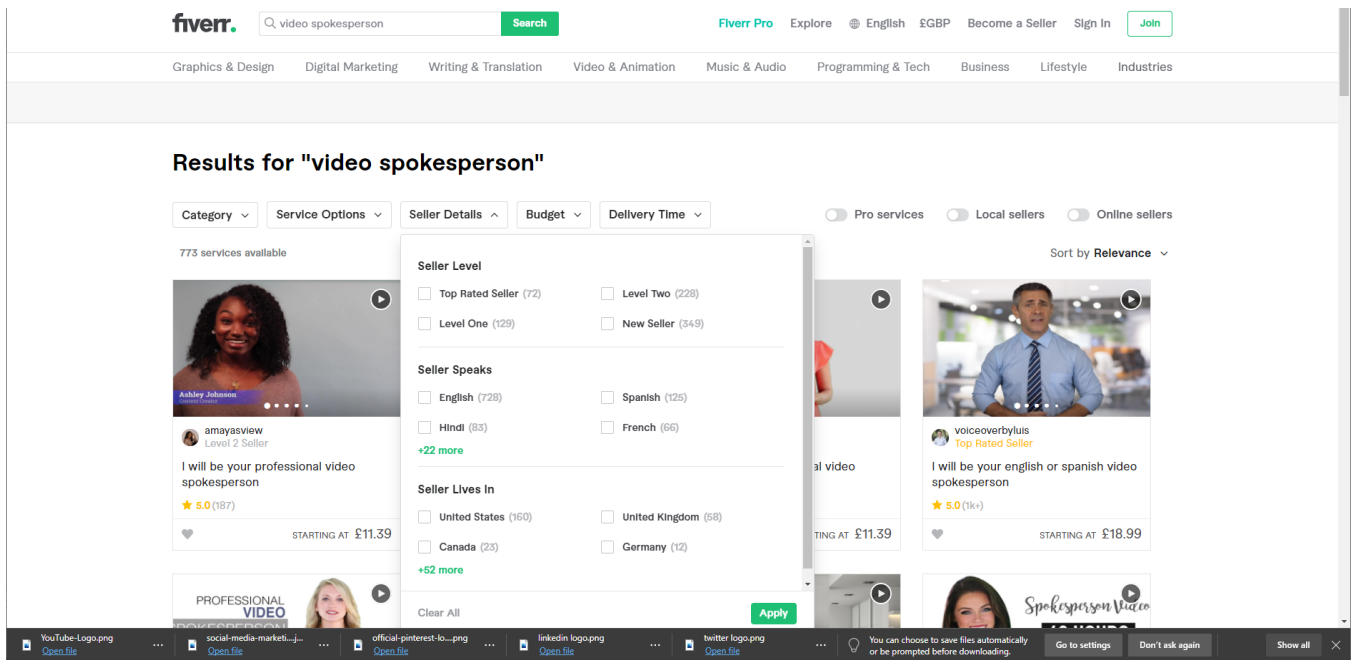 fiverr.
video spokesperson
Search
Fiverr Pro
Explore
English
£GBP
Become a Seller
Sign In
Join
Graphics & Design
Digital Marketing
Writing & Translation
Video & Animation
Music & Audio
Programming & Tech
Business
Lifestyle
Industries
Results for "video spokesperson"
Category
Service Options
Seller Details
Budget
Delivery Time
Pro services
Local sellers
Online sellers
773 services available
Sort by Relevance
Seller Level
Top Rated Seller (72)
Level Two (228)
Level One (129)
New Seller (349)
Seller Speaks
English (728)
Spanish (125)
Hindi (83)
French (66)
+22 more
Seller Lives In
United States (160)
United Kingdom (58)
Canada (23)
Germany (12)
+52 more
Clear All
Apply
Ashley Johnson
Content Creator
amayasview
Level 2 Seller
I will be your professional video
spokesperson
5.0 (187)
STARTING AT £11.39
al video
TING AT £11.39
voiceoverbyluis
Top Rated Seller
I will be your english or spanish video
spokesperson
5.0 (1k+)
STARTING AT £18.99
PROFESSIONAL
VIDEO
Spokesperson Video
YouTube-Logo.png
Open file
social-media-marketi....j...
Open file
official-pinterest-lo....png
Open file
linkedin logo.png
Open file
twitter logo.png
Open file
You can choose to save files automatically
or be prompted before downloading.
Go to settings
Don't ask again
Show all